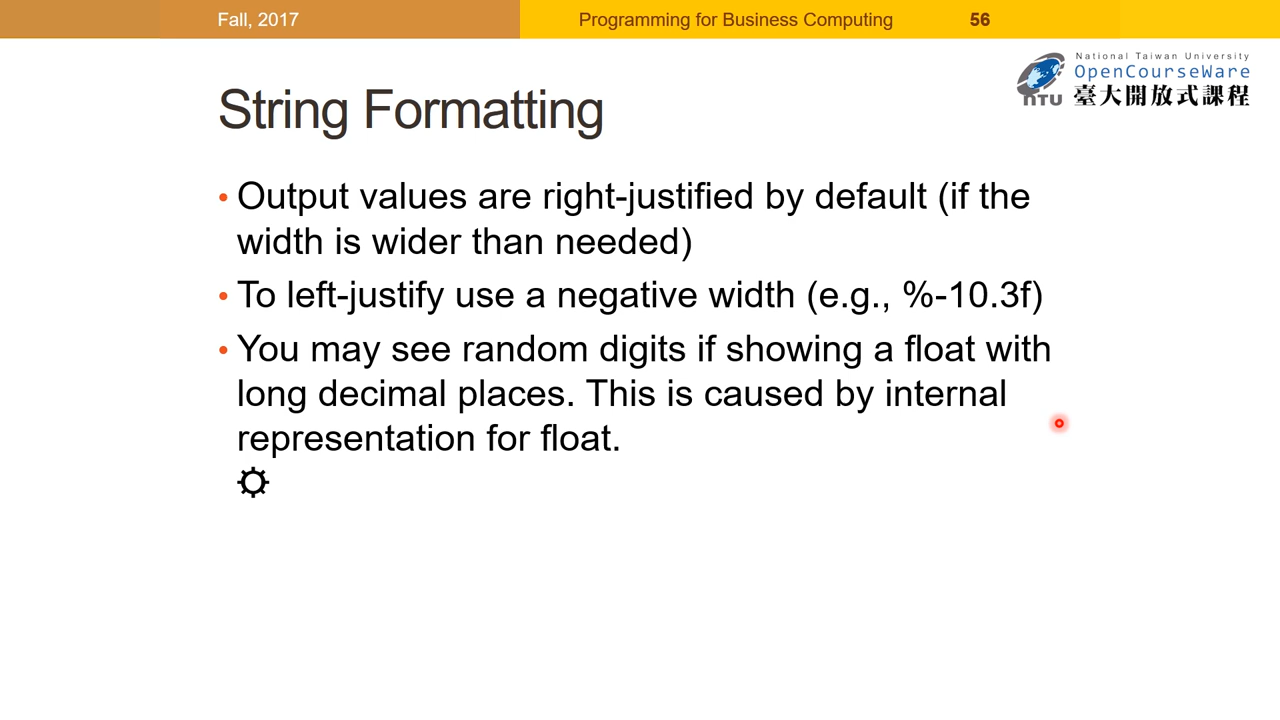 Fall, 2017
Programming for Business Computing
56
National Taiwan University
OpenCourseWare
NTU
臺大開放式課程
String Formatting
• Output values are right-justified by default (if the
width is wider than needed)
• To left-justify use a negative width (e.g., %-10.3f)
• You may see random digits if showing a float with
long decimal places. This is caused by internal
representation for float.